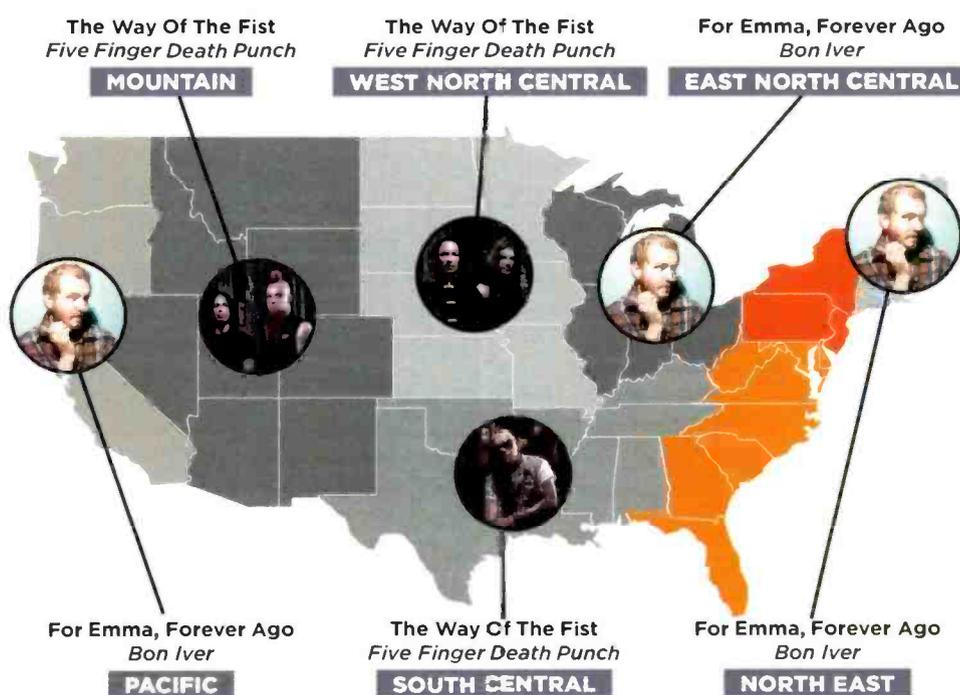 The Way Of The Fist
Five Finger Death Punch
MOUNTAIN
The Way Of The Fist
Five Finger Death Punch
WEST NORTH CENTRAL
For Emma, Forever Ago
Bon Iver
EAST NORTH CENTRAL
For Emma, Forever Ago
Bon Iver
PACIFIC
The Way Of The Fist
Five Finger Death Punch
SOUTH CENTRAL
For Emma, Forever Ago
Bon Iver
NORTH EAST